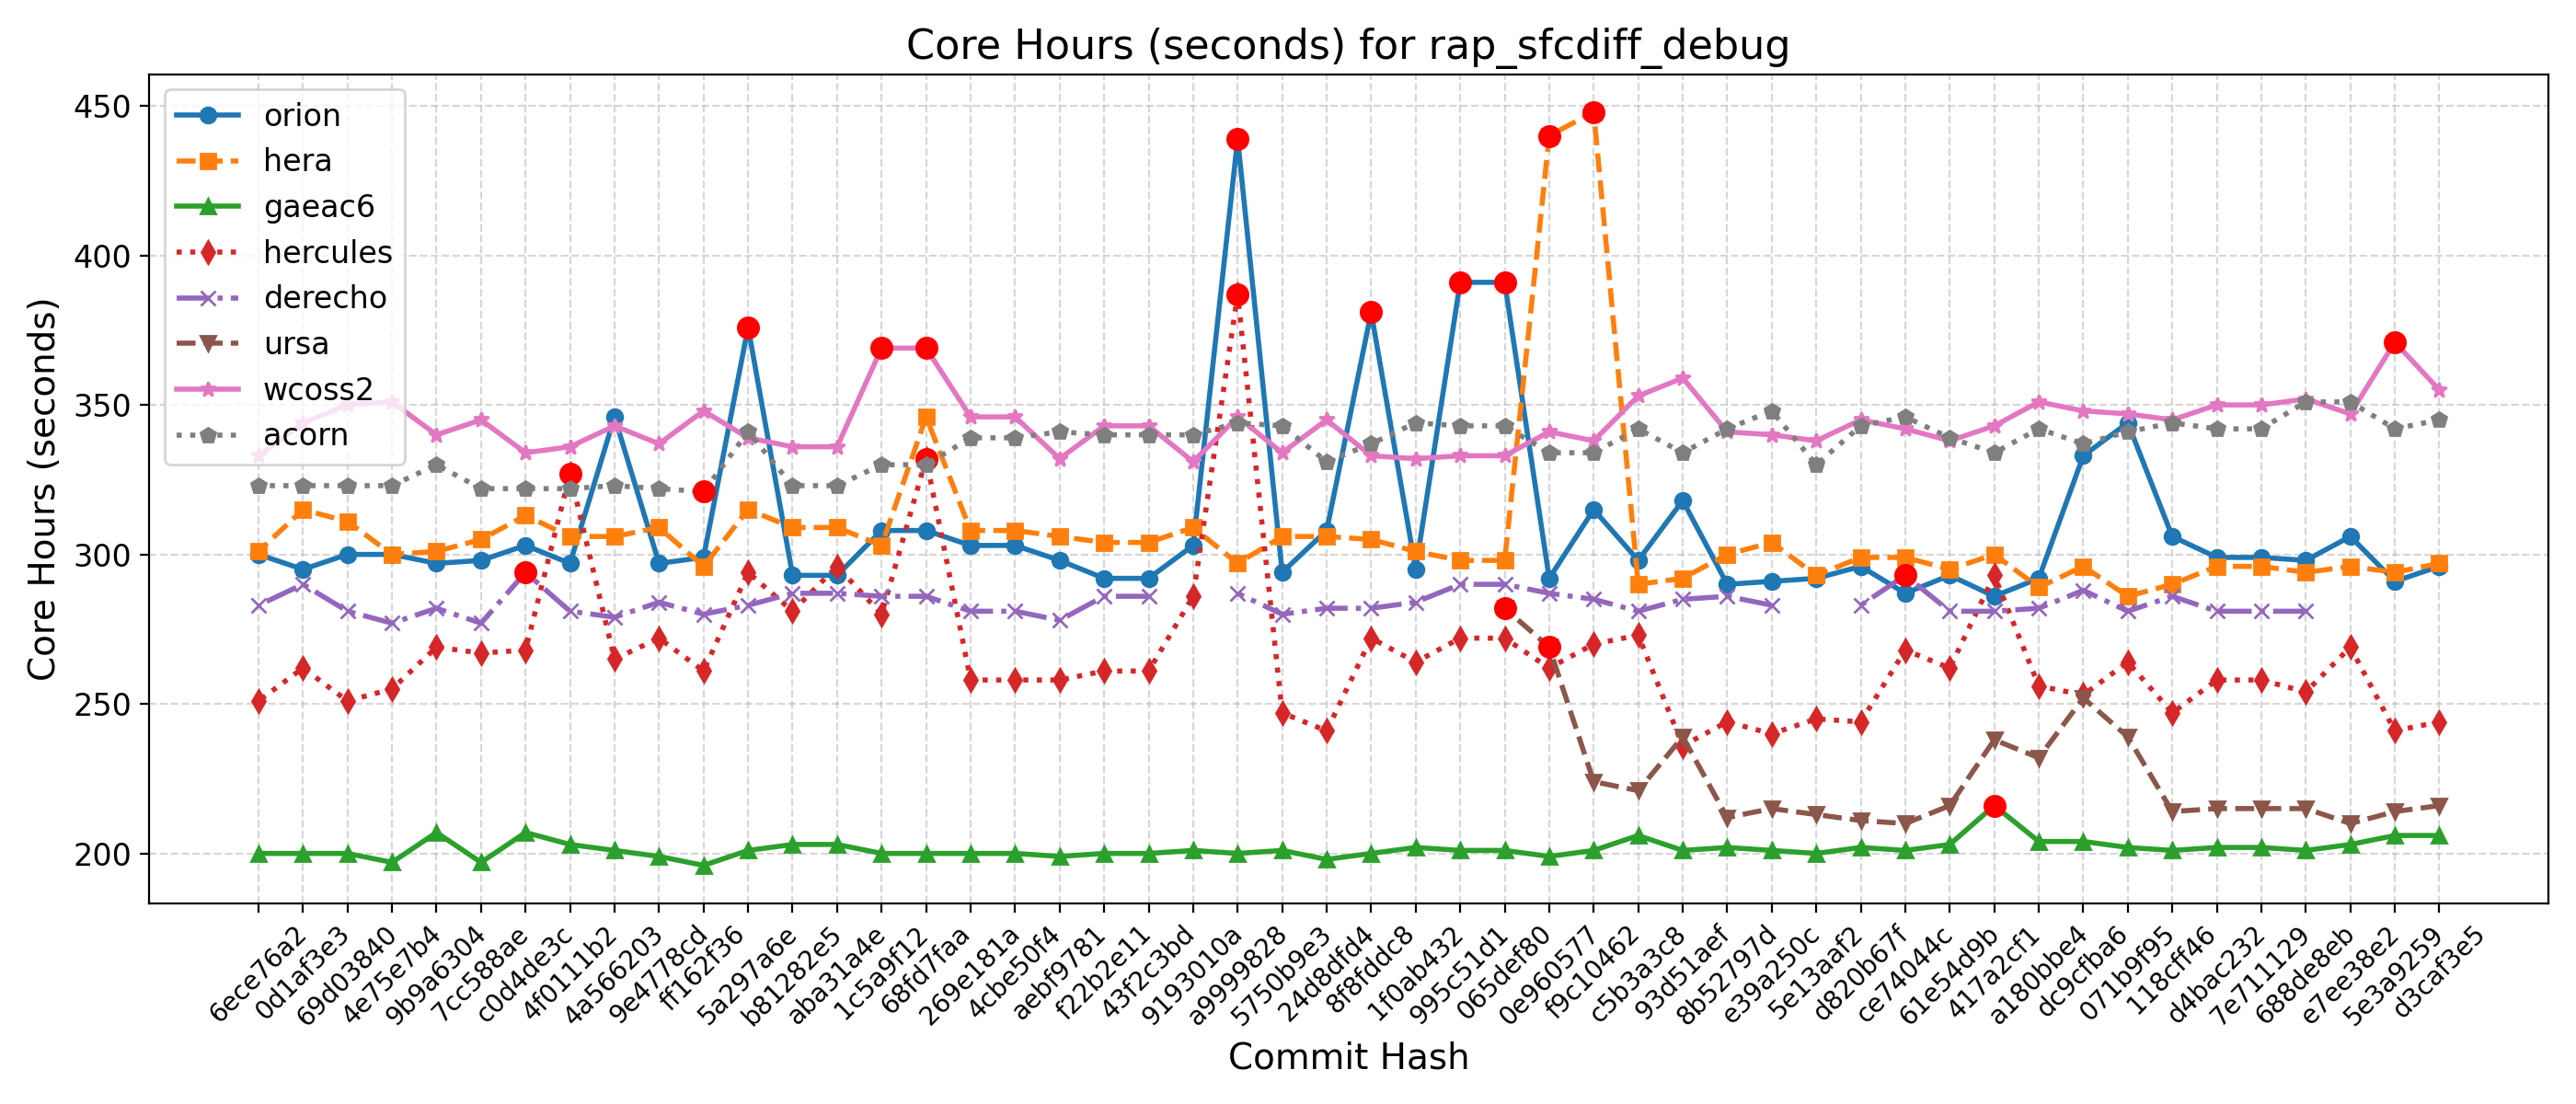 Core Hours (seconds) for rap_sfcdiff_debug
Core Hours (seconds)
450
400
350
300
250
200
orion
hera
gaeac6
hercules
derecho
ursa
wcoss2
acorn
6ece76a2
0d1af3e3
69d03840
4e75e7b4
9b9a6304
7cc588ae
c0d4de3c
4f0111b2
4a566203
9e4778cd
ff162f36
5a297a6e
b81282e5
aba31a4e
1c5a9f12
68fd7faa
269e181a
4cbe50f4
aebf9781
f22b2e11
43f2c3bd
9193010a
a9999828
5750b9e3
24d8dfd4
8f8fddc8
1f0ab432
995c51d1
065def80
0e960577
f9c10462
c5b3a3c8
93d51aef
8b52797d
e39a250c
5e13aaf2
d820b67f
ce74044c
61e54d9b
417a2cf1
a180bbe4
dc9cfba6
071b9f95
118cff46
d4bac232
7e711129
688de8eb
e7ee38e2
5e3a9259
d3caf3e5
Commit Hash